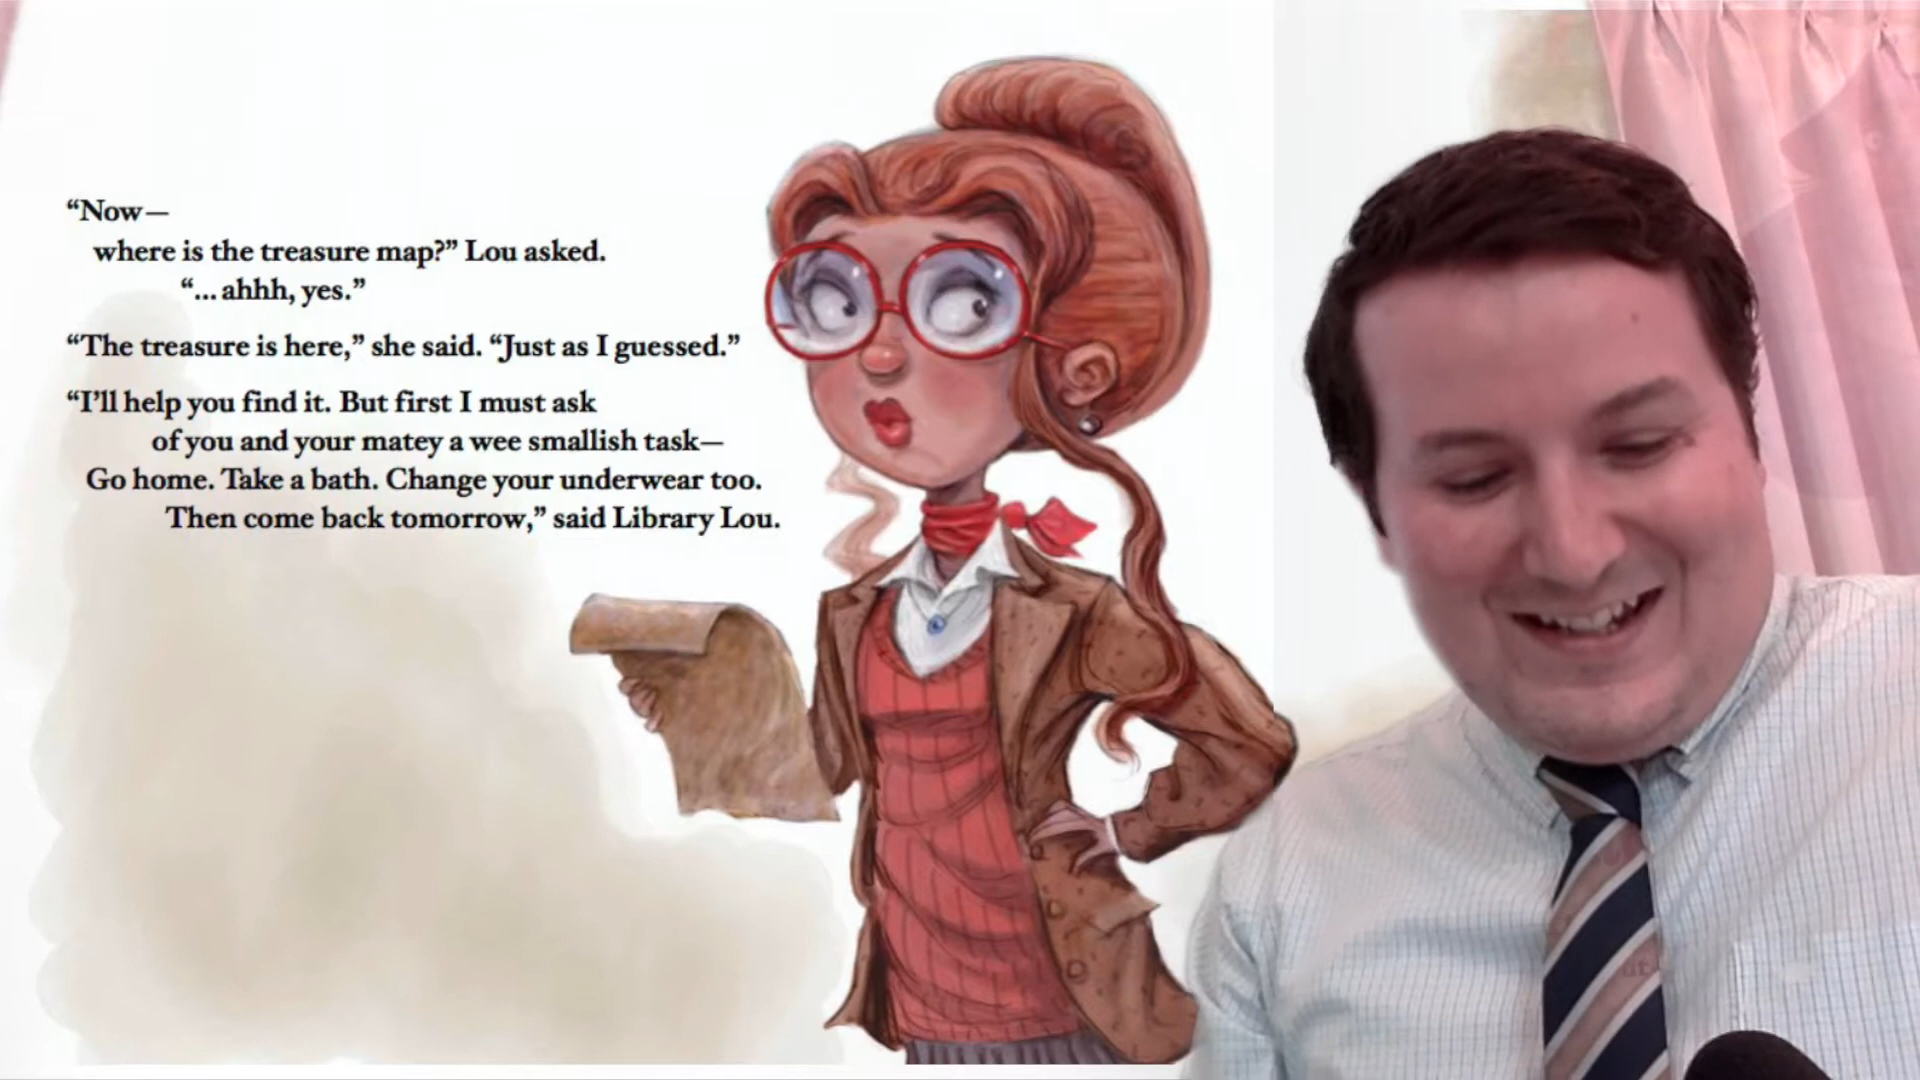 “Now—
where is the treasure map?” Lou asked.
“... ahhh, yes.”
“The treasure is here,” she said. “Just as I guessed.”
“I’ll help you find it. But first I must ask
of you and your matey a wee smallish task—
Go home. Take a bath. Change your underwear too.
Then come back tomorrow,” said Library Lou.